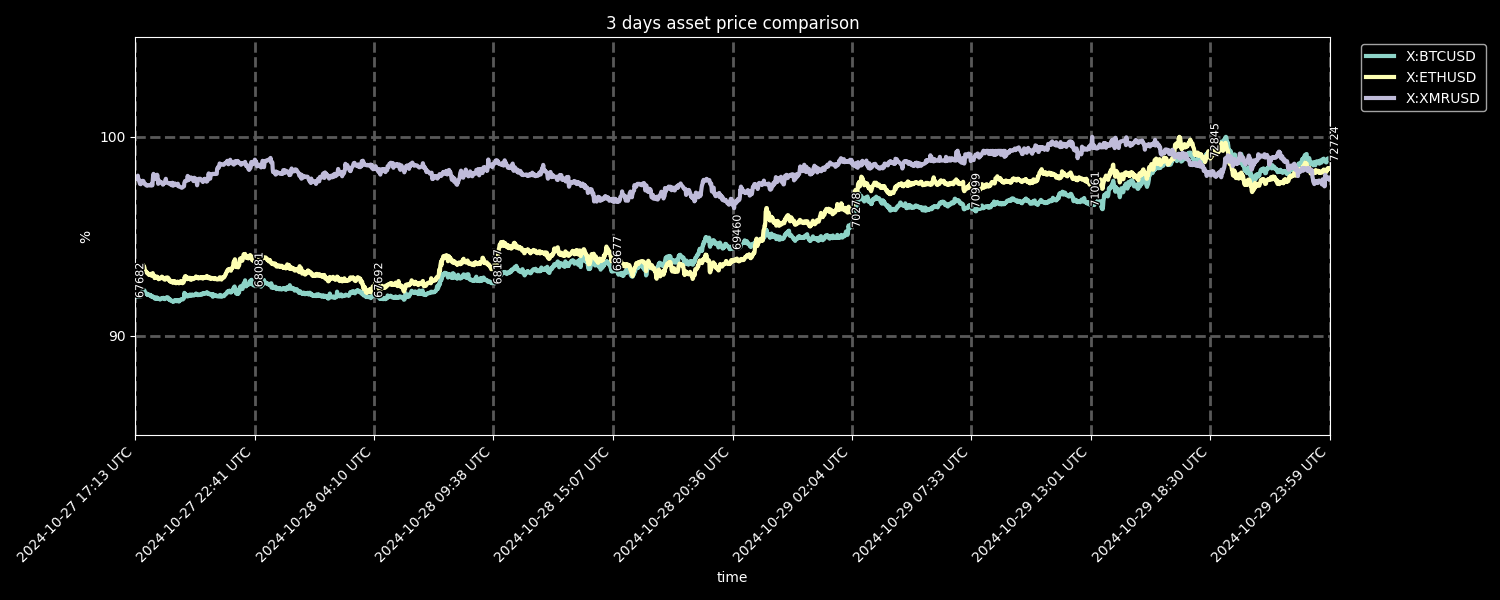 3 days asset price comparison
X:BTCUSD
X:ETHUSD
X:XMRUSD
100
90
%
67682
68081
67692
68187
68677
69460
70278
70999
71061
72845
72724
2024-10-27 17:13 UTC
2024-10-27 22:41 UTC
2024-10-28 04:10 UTC
2024-10-28 09:38 UTC
2024-10-28 15:07 UTC
2024-10-28 20:36 UTC
2024-10-29 02:04 UTC
2024-10-29 07:33 UTC
2024-10-29 13:01 UTC
2024-10-29 18:30 UTC
2024-10-29 23:59 UTC
time